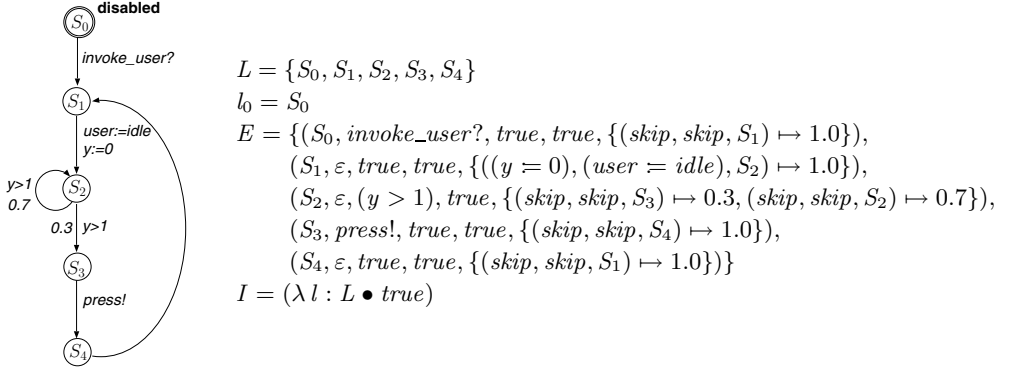 disabled
S₀
invoke_user?
S₁
user:=idle
y:=0
y>1
0.7
S₂
0.3 y>1
S₃
press!
S₄
L = {S₀, S₁, S₂, S₃, S₄}
l₀ = S₀
E = {(S₀, invoke_user?, true, true, {(skip, skip, S₁) ↦ 1.0}),
(S₁, ε, true, true, {((y ≔ 0), (user ≔ idle), S₂) ↦ 1.0}),
(S₂, ε, (y > 1), true, {(skip, skip, S₃) ↦ 0.3, (skip, skip, S₂) ↦ 0.7}),
(S₃, press!, true, true, {(skip, skip, S₄) ↦ 1.0}),
(S₄, ε, true, true, {(skip, skip, S₁) ↦ 1.0})}
I = (λ l : L • true)